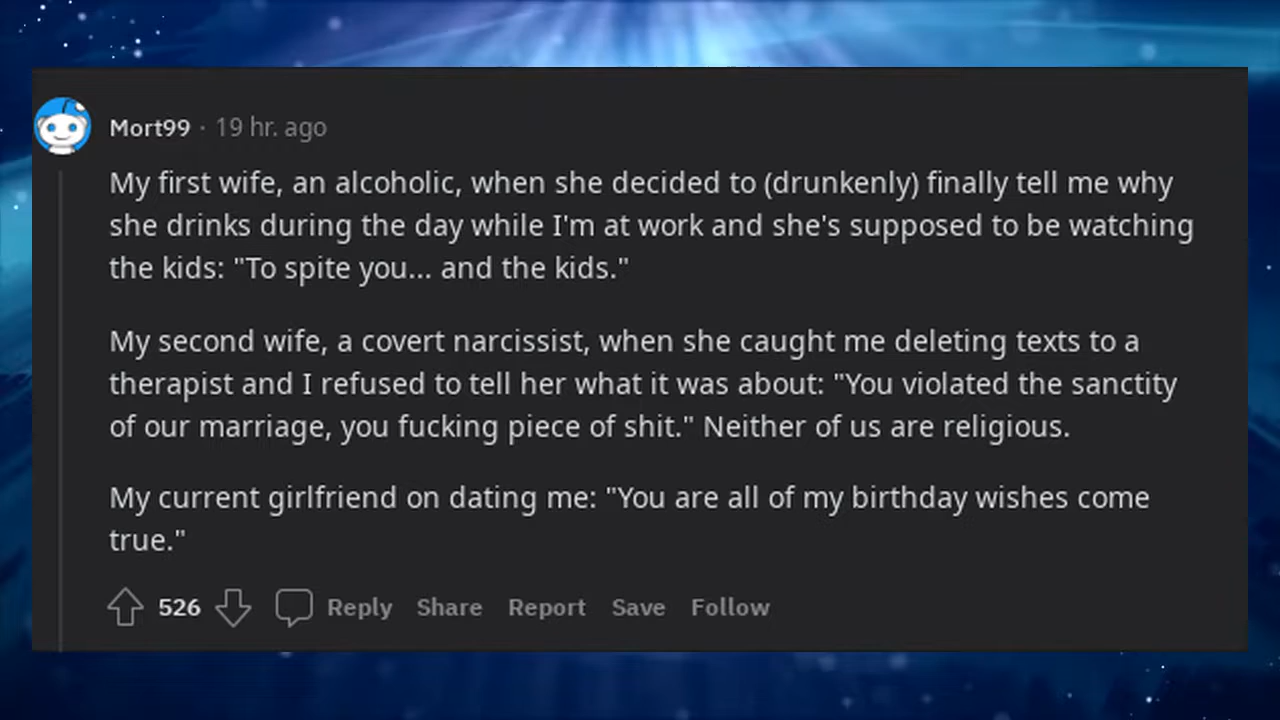 Mort99 · 19 hr. ago
My first wife, an alcoholic, when she decided to (drunkenly) finally tell me why
she drinks during the day while I'm at work and she's supposed to be watching
the kids: "To spite you... and the kids."
My second wife, a covert narcissist, when she caught me deleting texts to a
therapist and I refused to tell her what it was about: "You violated the sanctity
of our marriage, you fucking piece of shit." Neither of us are religious.
My current girlfriend on dating me: "You are all of my birthday wishes come
true."
526 Reply Share Report Save Follow